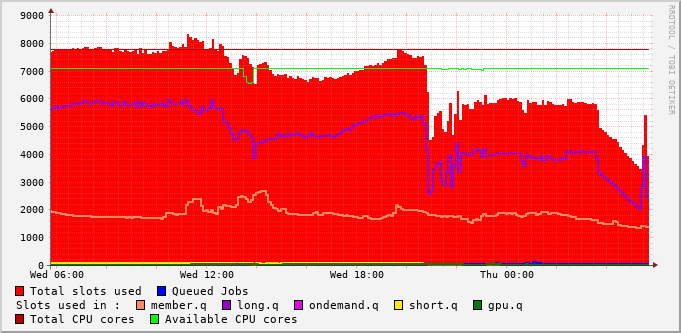 9000
8000
7000
6000
5000
4000
3000
2000
1000
0
Wed 06:00 Wed 12:00 Wed 18:00 Thu 00:00
Total slots used Queued Jobs
Slots used in : member.q long.q ondemand.q short.q gpu.q
Total CPU cores Available CPU cores
RRDTOOL / TOBI OETIKER